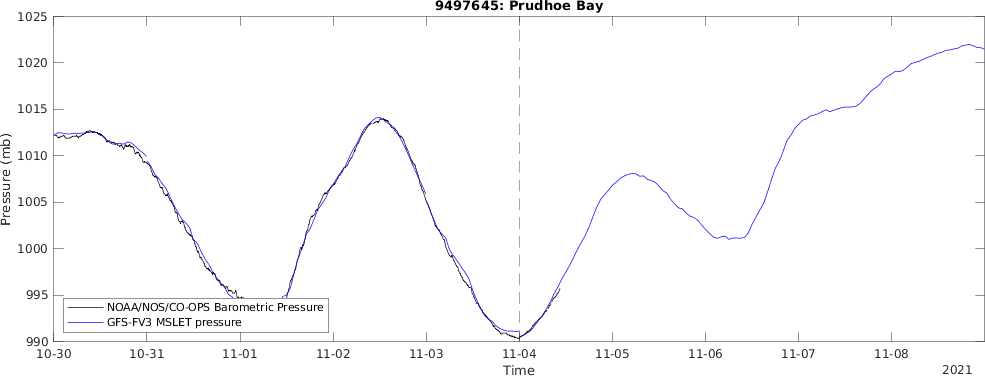 9497645: Prudhoe Bay
1025
1020
1015
1010
1005
1000
995
990
Pressure (mb)
NOAA/NOS/CO-OPS Barometric Pressure
GFS-FV3 MSLET pressure
10-30 10-31 11-01 11-02 11-03 11-04 11-05 11-06 11-07 11-08
Time
2021